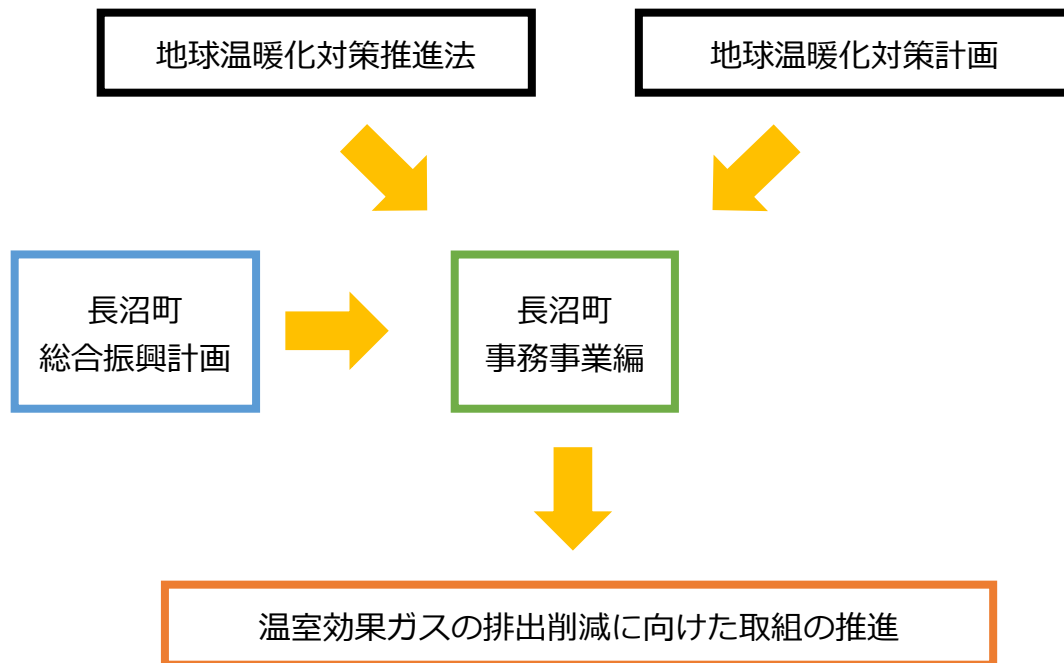 地球温暖化対策推進法
地球温暖化対策計画
長沼町
総合振興計画
長沼町
事務事業編
温室効果ガスの排出削減に向けた取組の推進